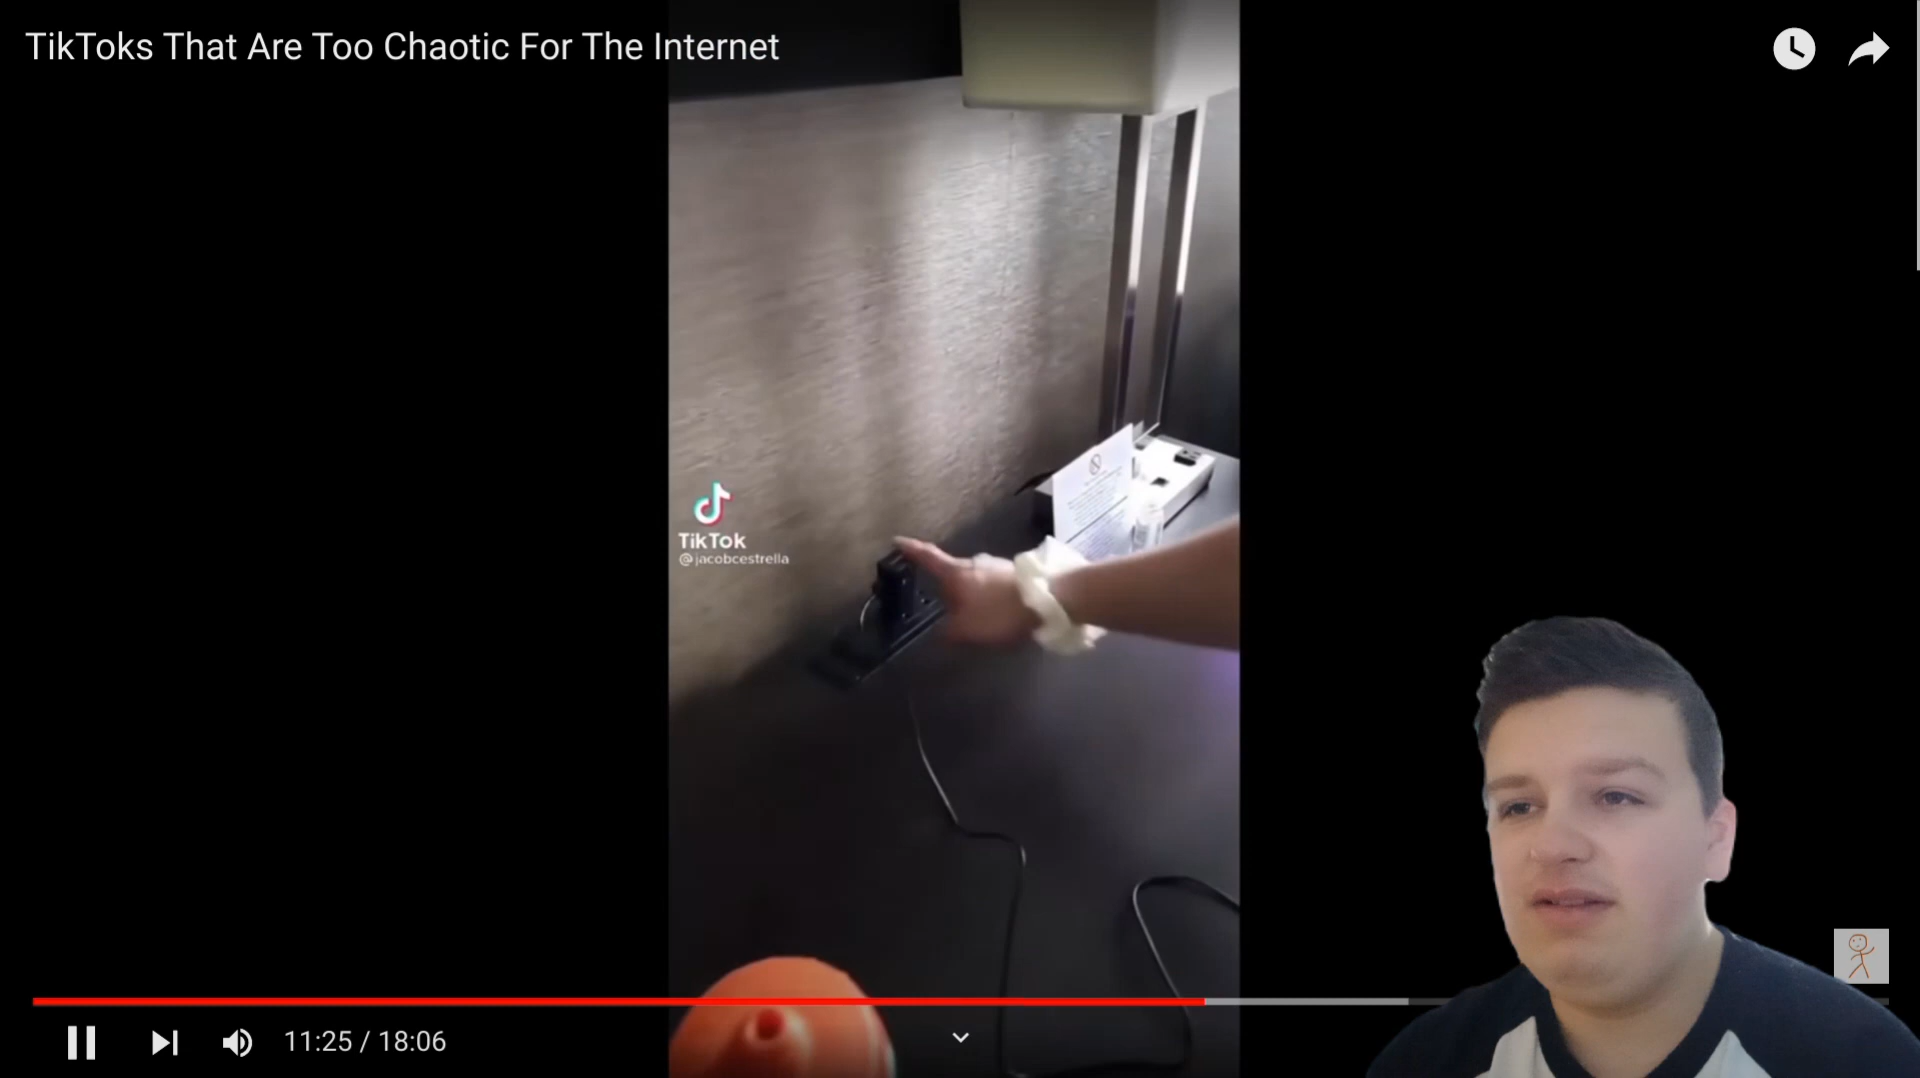 TikToks That Are Too Chaotic For The Internet
TikTok
@jacobcestrella
11:25 / 18:06